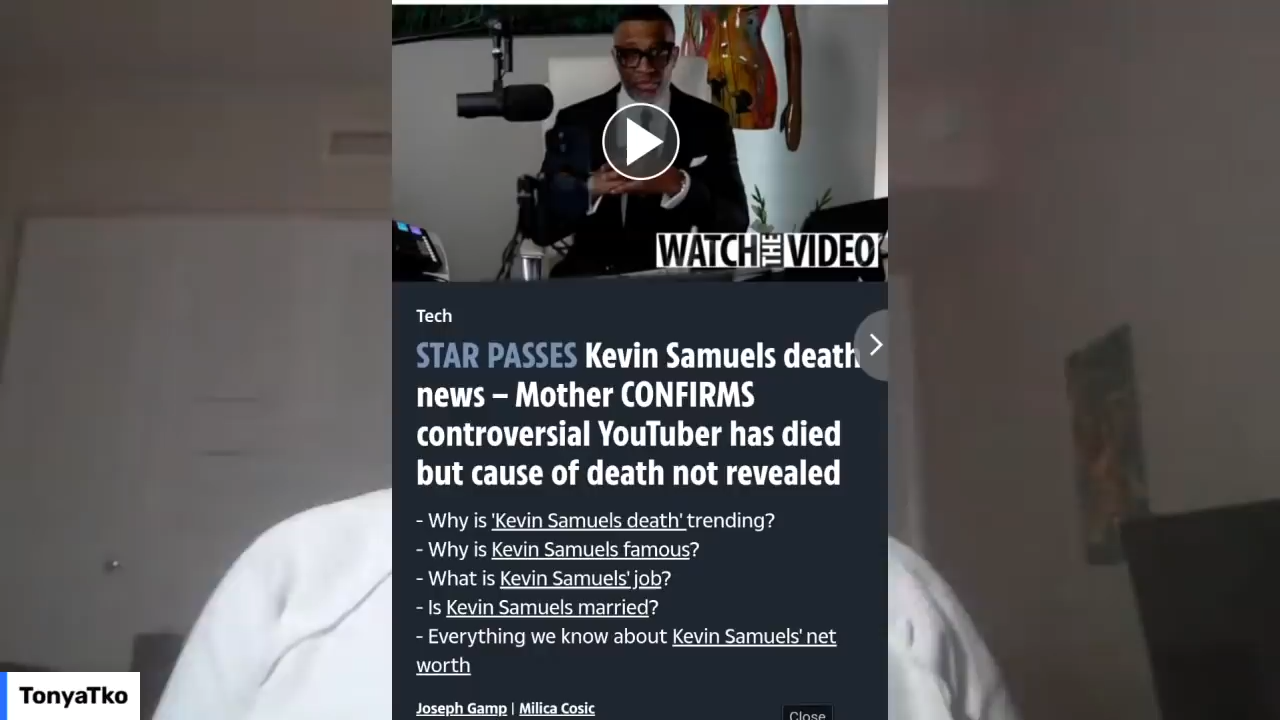 WATCH THE VIDEO
Tech
STAR PASSES Kevin Samuels death
news – Mother CONFIRMS
controversial YouTuber has died
but cause of death not revealed
- Why is 'Kevin Samuels death' trending?
- Why is Kevin Samuels famous?
- What is Kevin Samuels' job?
- Is Kevin Samuels married?
- Everything we know about Kevin Samuels' net
worth
Joseph Gamp | Milica Cosic
Close
TonyaTko